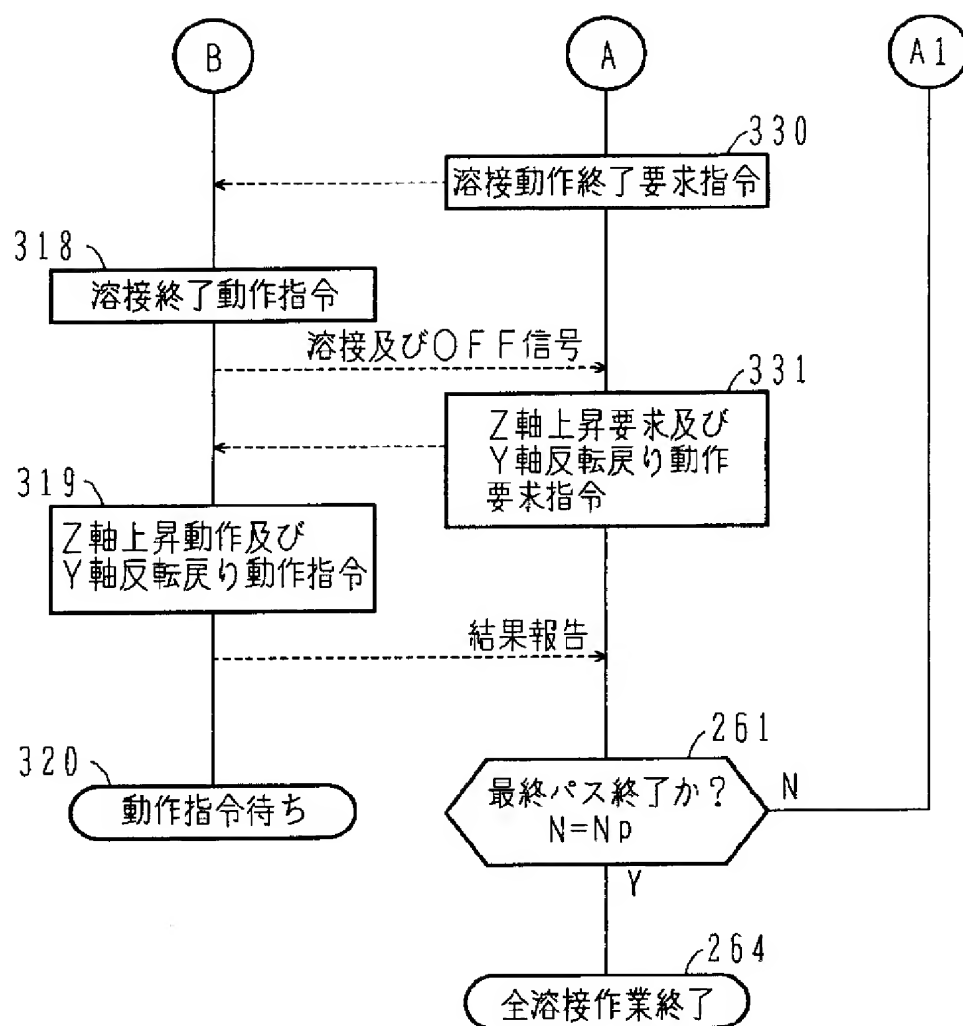 B
A
A1
330
溶接動作終了要求指令
318
溶接終了動作指令
溶接及びOFF信号
331
Z軸上昇要求及び
Y軸反転戻り動作
要求指令
319
Z軸上昇動作及び
Y軸反転戻り動作指令
結果報告
261
最終パス終了か?
N=Np
N
Y
320
動作指令待ち
264
全溶接作業終了